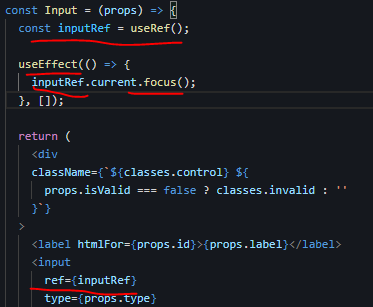 const Input = (props) => {
const inputRef = useRef();
useEffect(() => {
inputRef.current.focus();
}, []);
return (
<div
className={`${classes.control} ${
props.isValid === false ? classes.invalid : ''
}`}
>
<label htmlFor={props.id}>{props.label}</label>
<input
ref={inputRef}
type={props.type}